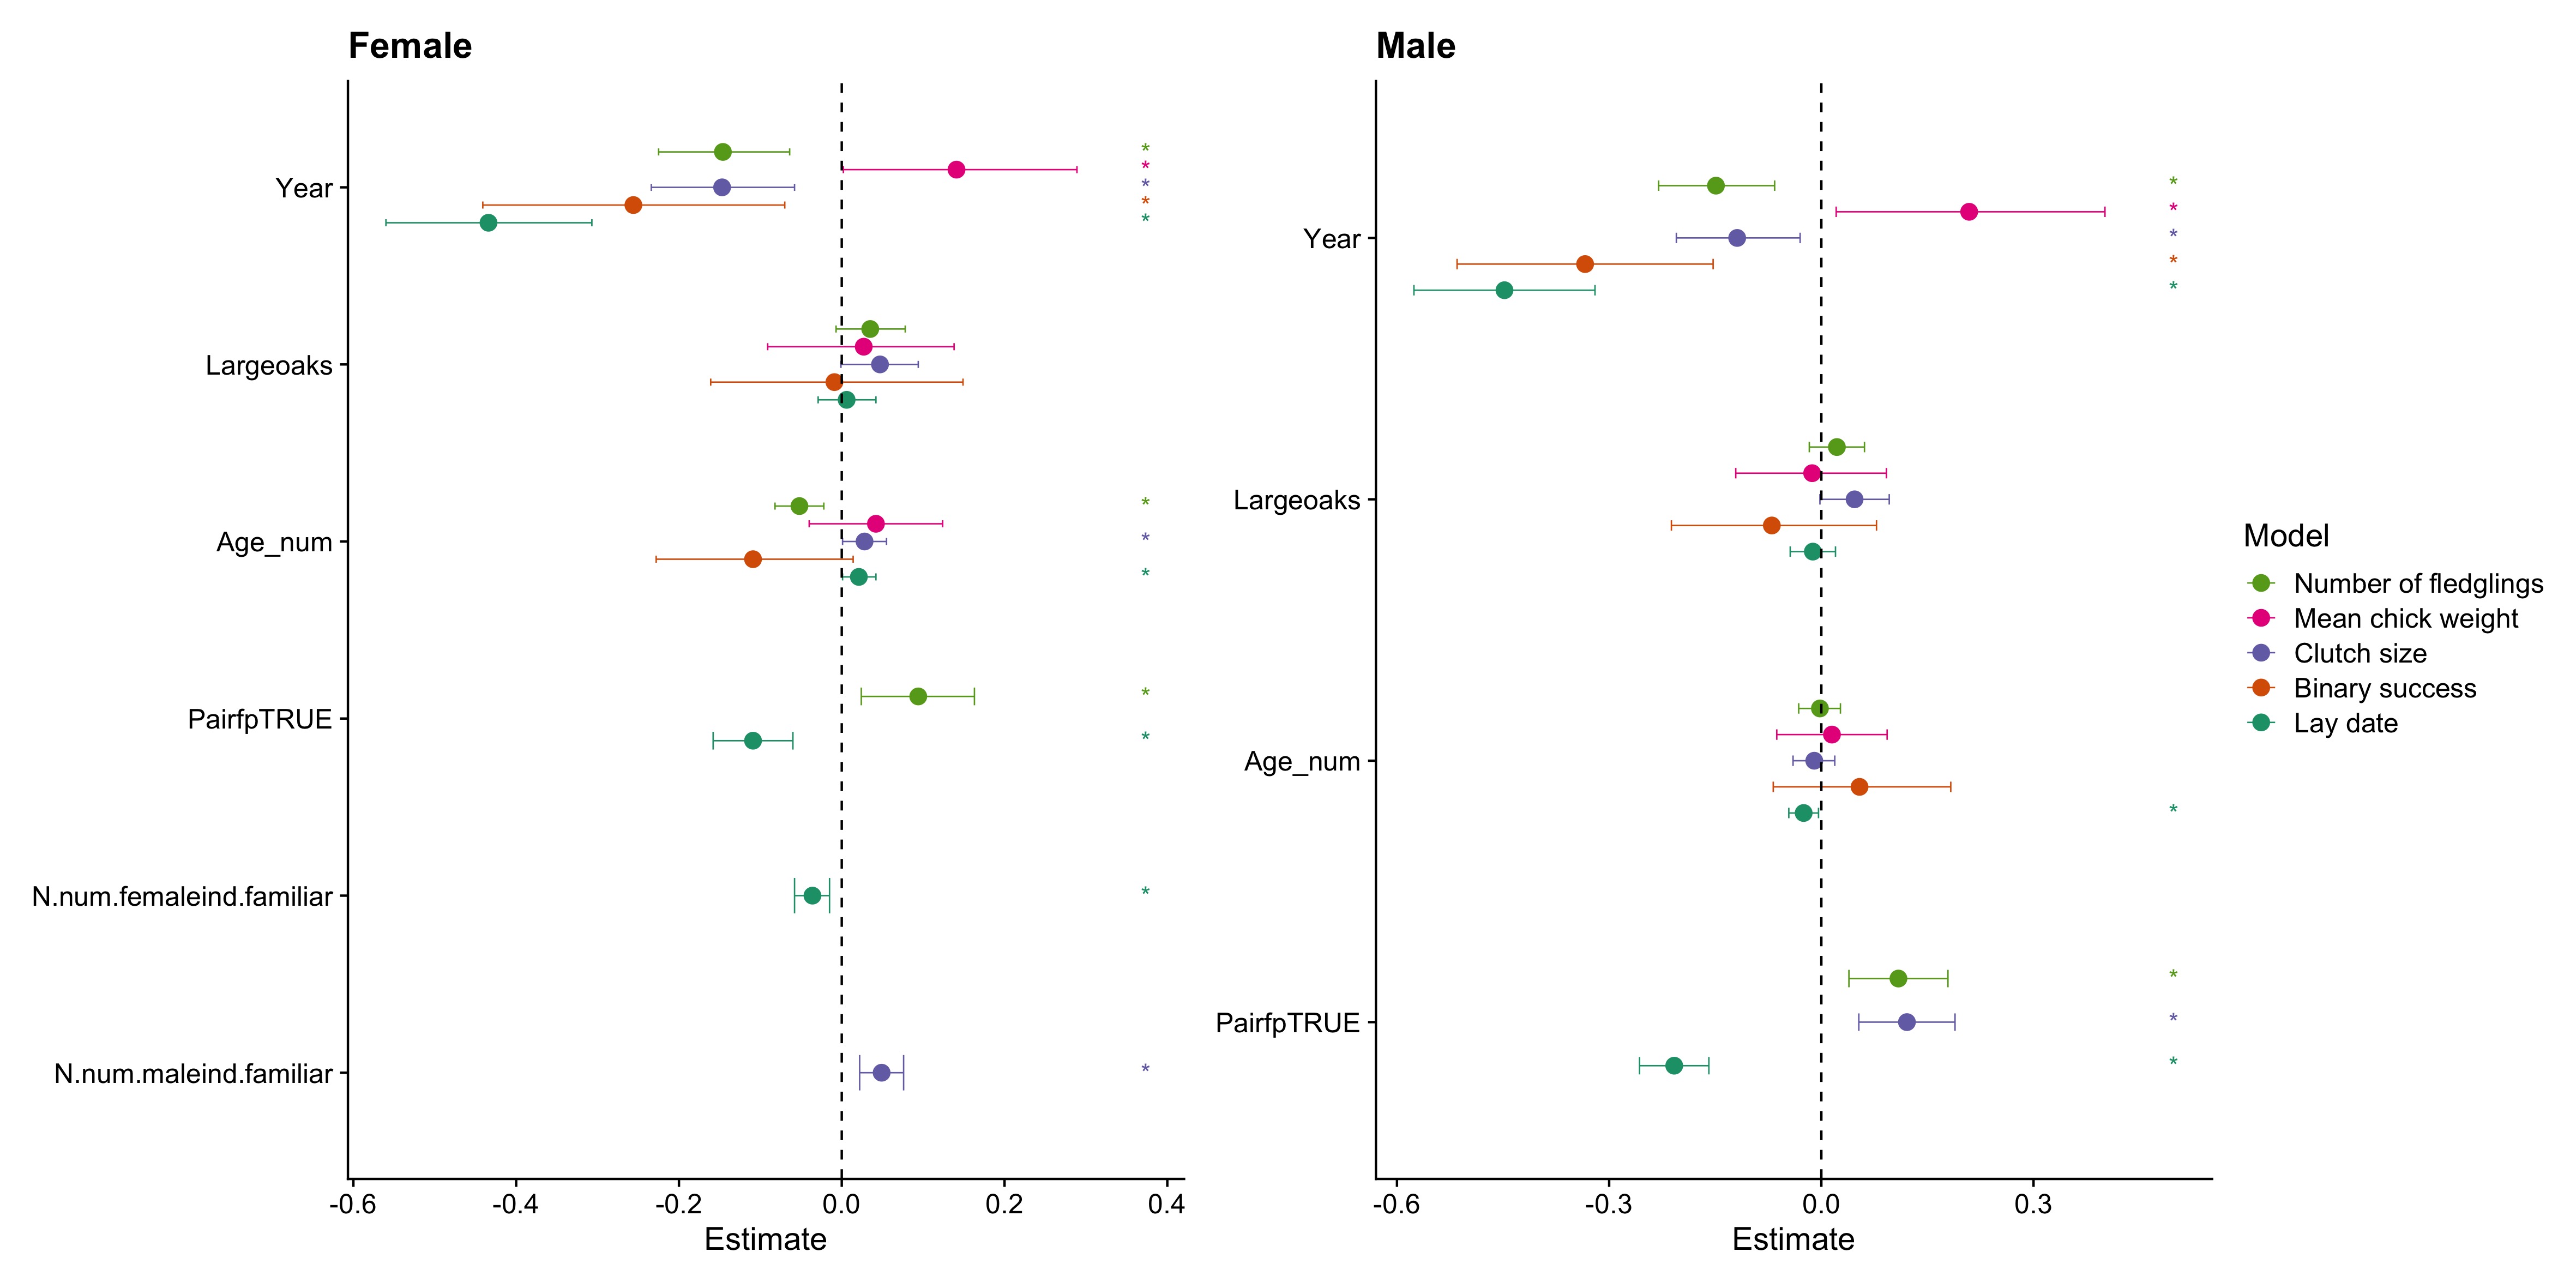 Female
Year
* * * * *
Largeoaks
Age_num
* * *
PairfpTRUE
* *
N.num.femaleind.familiar
*
N.num.maleind.familiar
*
-0.6 -0.4 -0.2 0.0 0.2 0.4
Estimate
Male
Year
* * * * *
Largeoaks
Age_num
*
PairfpTRUE
* * *
-0.6 -0.3 0.0 0.3
Estimate
Model
Number of fledglings
Mean chick weight
Clutch size
Binary success
Lay date